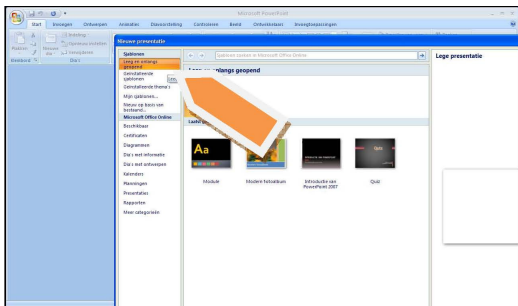 Microsoft PowerPoint
Start Invoegen Ontwerpen Animaties Diavoorstelling Controleren Beeld Ontwikkelaars Invoegtoepassingen
Plakken
Nieuwe dia
Indeling
Opnieuw instellen
Verwijderen
Klembord
Dia's
Nieuwe presentatie
Sjablonen
Leeg en onlangs geopend
Geïnstalleerde sjablonen
Geïnstalleerde thema's
Mijn sjablonen...
Nieuw op basis van bestaand...
Microsoft Office Online
Beschikbaar
Certificaten
Diagrammen
Dia's met informatie
Dia's met ontwerpen
Kalenders
Planningen
Presentaties
Rapporten
Meer categorieën
Sjabloon zoeken in Microsoft Office Online
Lege presentatie
onlangs geopend
Aa
Module
Modern fotoalbum
Introductie van PowerPoint 2007
Quiz